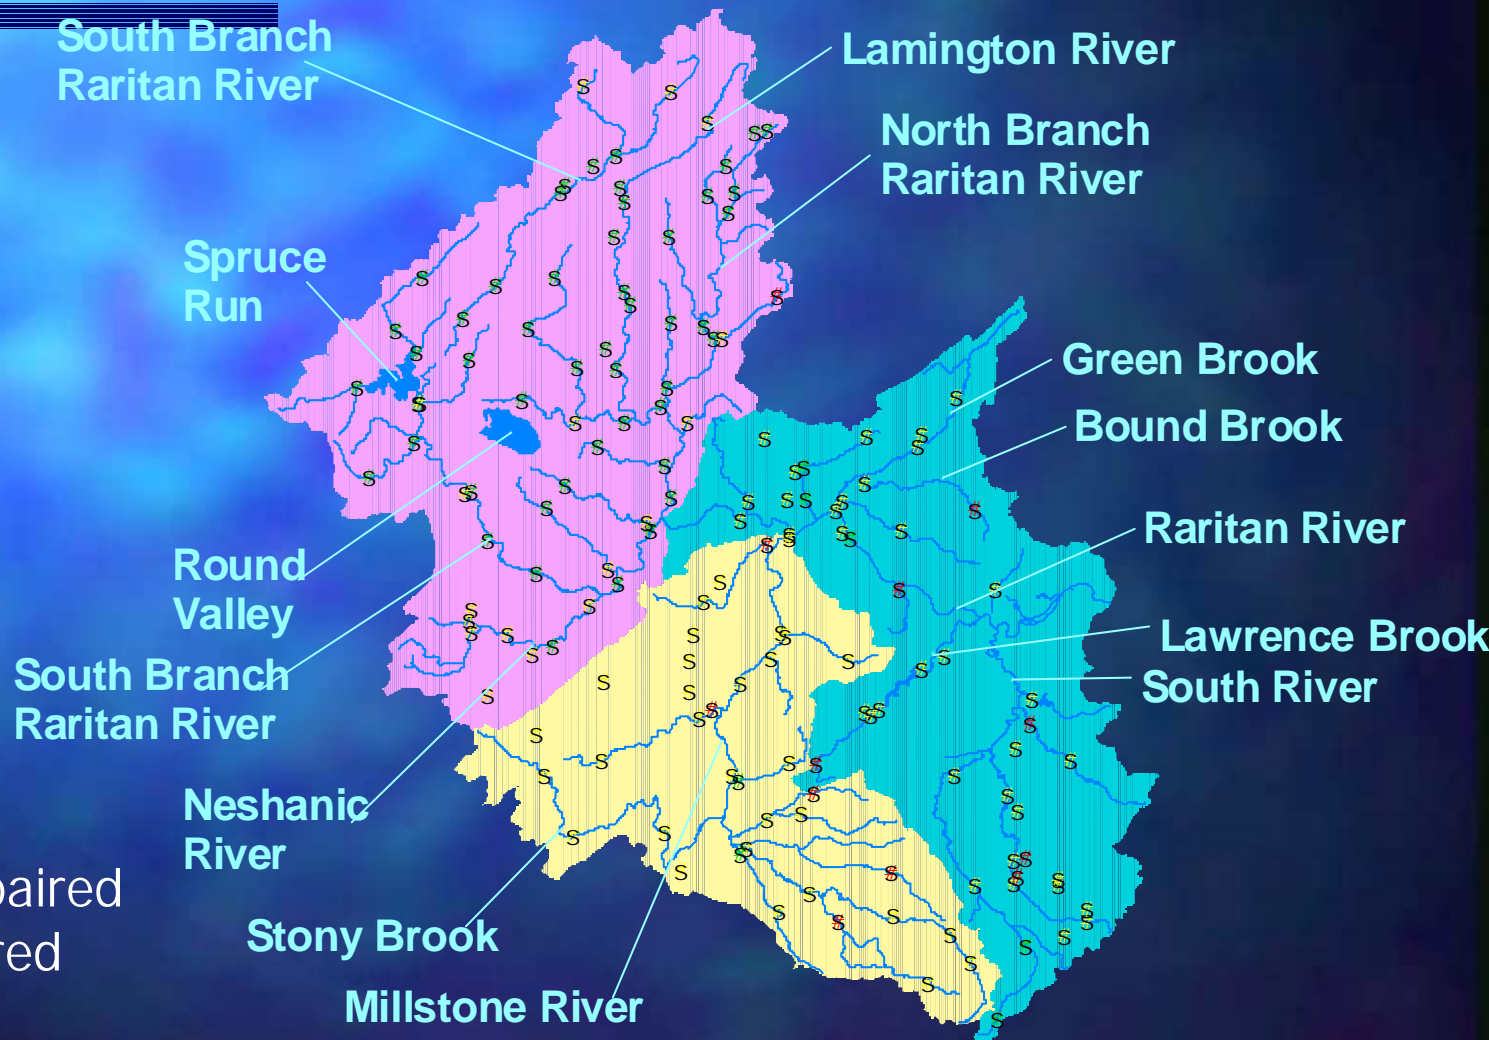 South Branch
Raritan River
Lamington River
North Branch
Raritan River
Spruce
Run
Green Brook
Bound Brook
Raritan River
Round
Valley
Lawrence Brook
South River
South Branch
Raritan River
Neshanic
River
paired
red
Stony Brook
Millstone River